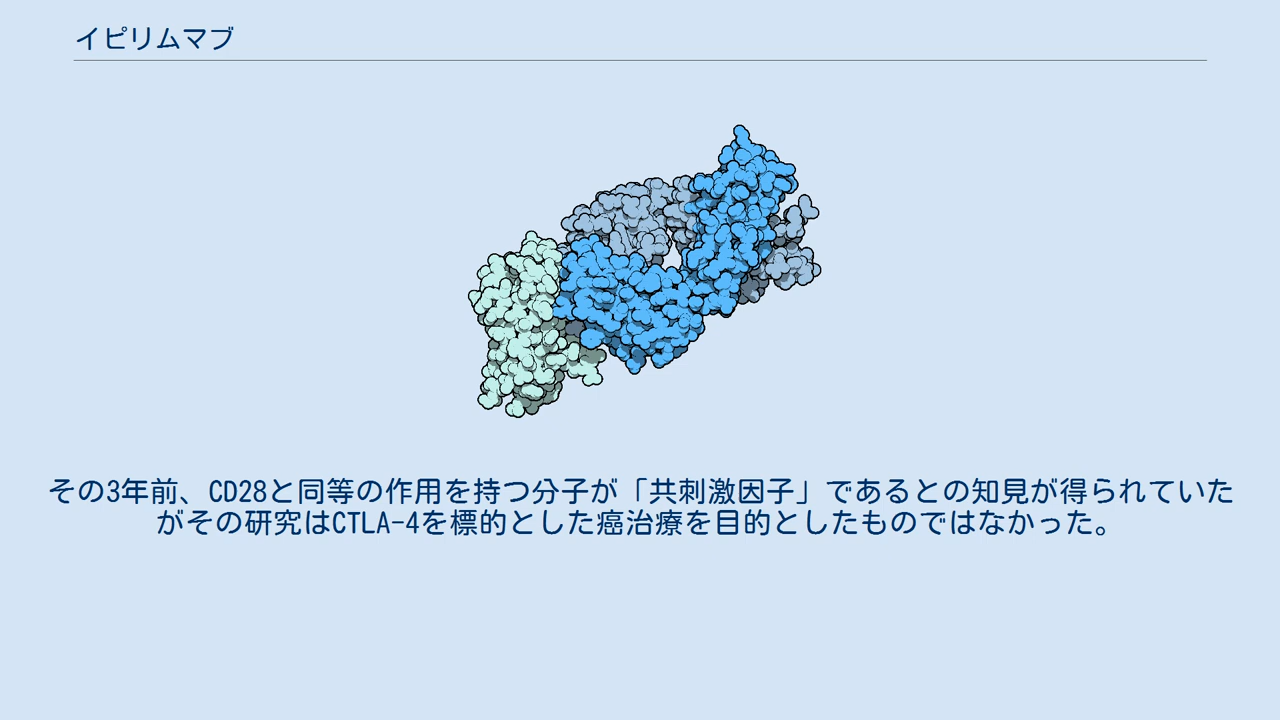 イピリムマブ
その3年前、CD28と同等の作用を持つ分子が「共刺激因子」であるとの知見が得られていた
がその研究はCTLA-4を標的とした癌治療を目的としたものではなかった。